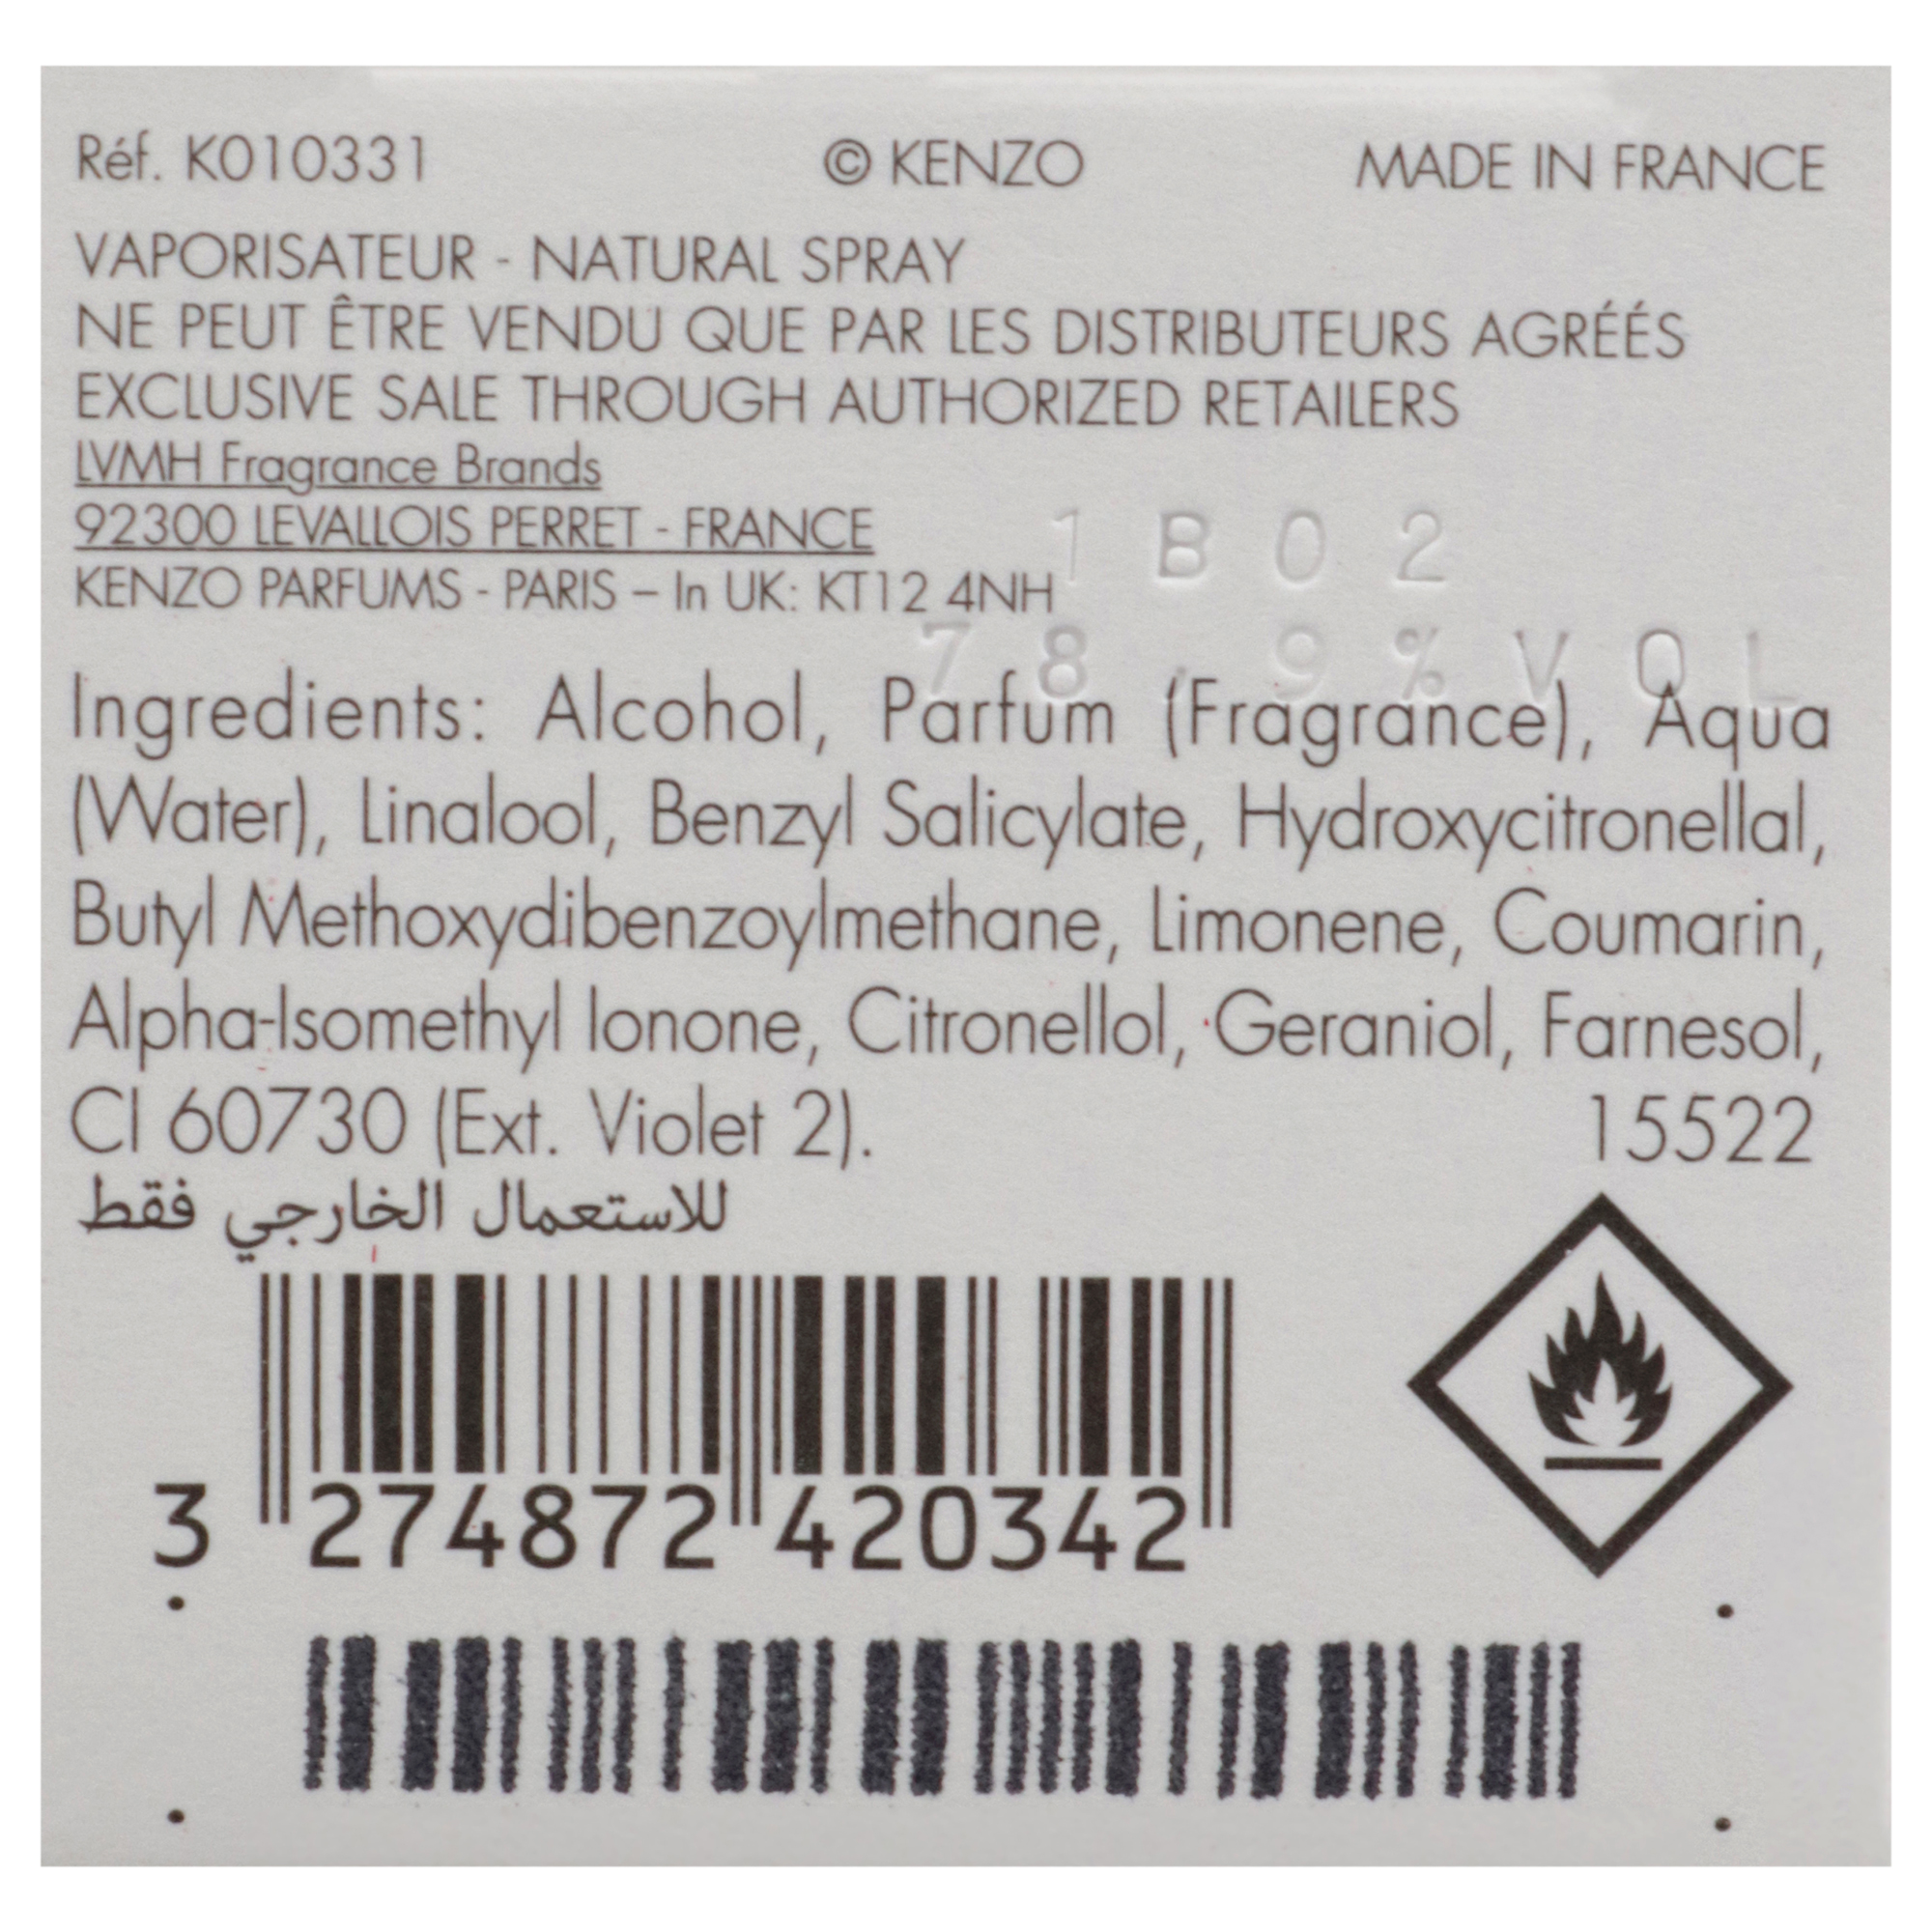 Réf. K010331 © KENZO MADE IN FRANCE
VAPORISATEUR - NATURAL SPRAY
NE PEUT ÊTRE VENDU QUE PAR LES DISTRIBUTEURS AGRÉÉS
EXCLUSIVE SALE THROUGH AUTHORIZED RETAILERS
LVMH Fragrance Brands
92300 LEVALLOIS PERRET - FRANCE
1B02
KENZO PARFUMS - PARIS – In UK: KT12 4NH
78.9%VOL
Ingredients: Alcohol, Parfum (Fragrance), Aqua
(Water), Linalool, Benzyl Salicylate, Hydroxycitronellal,
Butyl Methoxydibenzoylmethane, Limonene, Coumarin,
Alpha-Isomethyl Ionone, Citronellol, Geraniol, Farnesol,
CI 60730 (Ext. Violet 2). 15522
للاستعمال الخارجي فقط
3 274872 420342